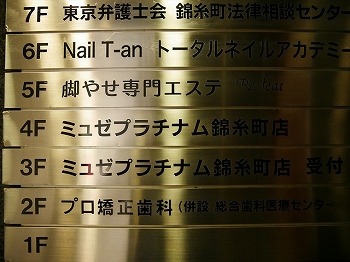 7F 東京弁護士会 錦糸町法律相談センター
6F Nail T-an トータルネイルアカデミー
5F 脚やせ専門エステ
4F ミュゼプラチナム錦糸町店
3F ミュゼプラチナム錦糸町店 受付
2F プロ矯正歯科 (併設 総合歯科医療センター
1F